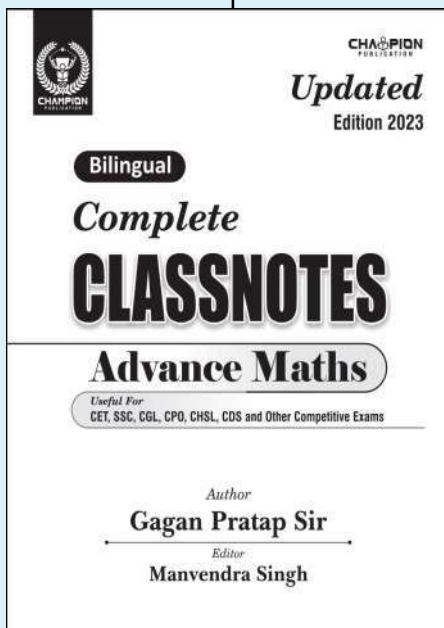 CHAMPION
PUBLICATION
CHAMPION
PUBLICATION
Updated
Edition 2023
Bilingual
Complete
CLASSNOTES
Advance Maths
Useful For
CET, SSC, CGL, CPO, CHSL, CDS and Other Competitive Exams
Author
Gagan Pratap Sir
Editor
Manvendra Singh